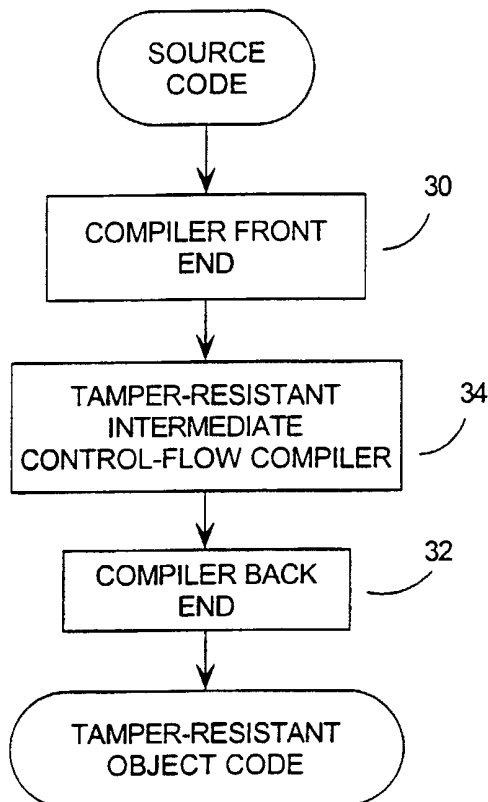 SOURCE
CODE
30
COMPILER FRONT
END
34
TAMPER-RESISTANT
INTERMEDIATE
CONTROL-FLOW COMPILER
32
COMPILER BACK
END
TAMPER-RESISTANT
OBJECT CODE